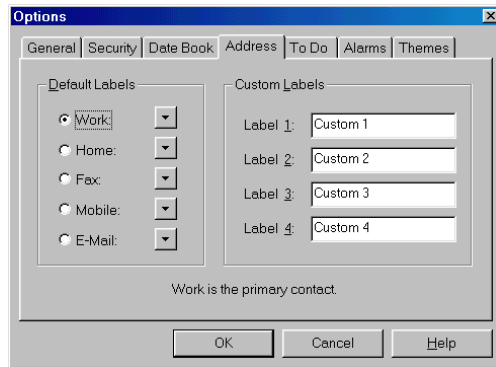 Options
General Security Date Book Address To Do Alarms Themes
Default Labels
Work:
Home:
Fax:
Mobile:
E-Mail:
Custom Labels
Label 1: Custom 1
Label 2: Custom 2
Label 3: Custom 3
Label 4: Custom 4
Work is the primary contact.
OK Cancel Help